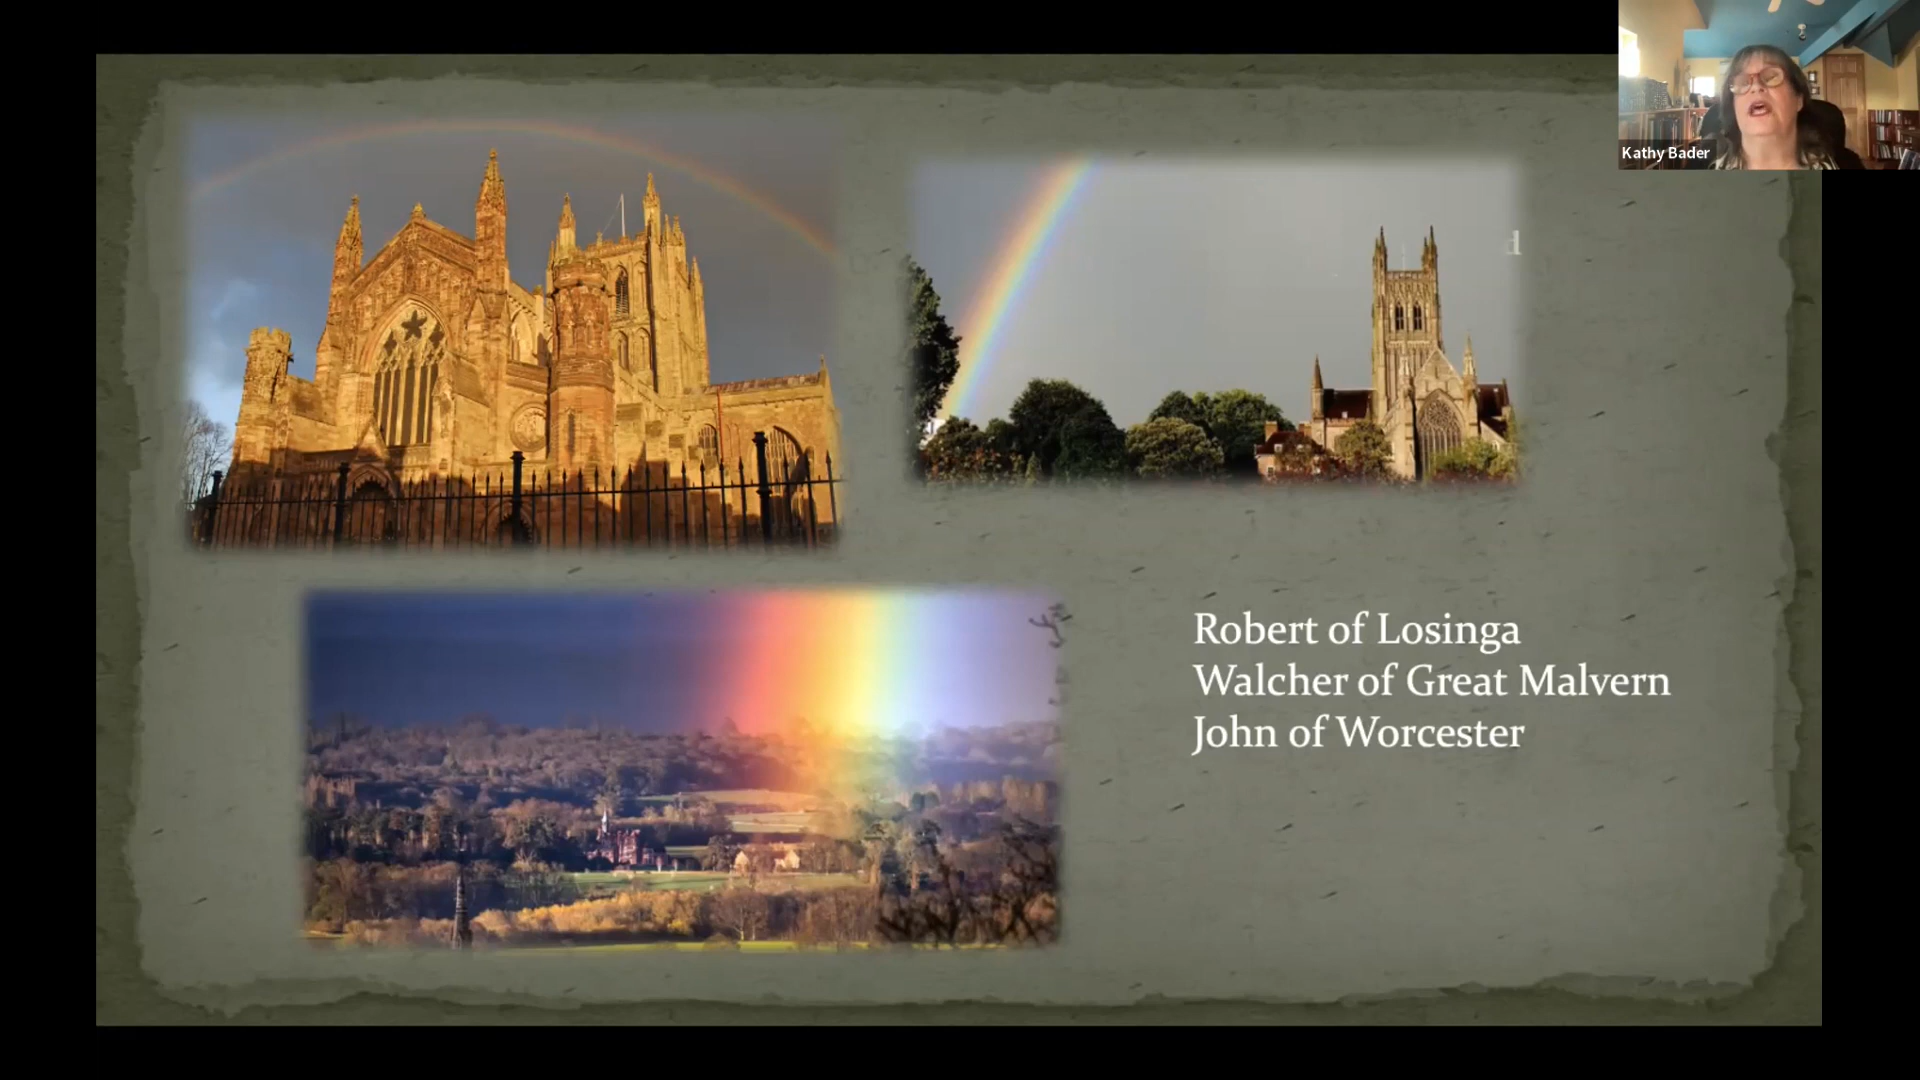 Kathy Bader
d
Robert of Losinga
Walcher of Great Malvern
John of Worcester